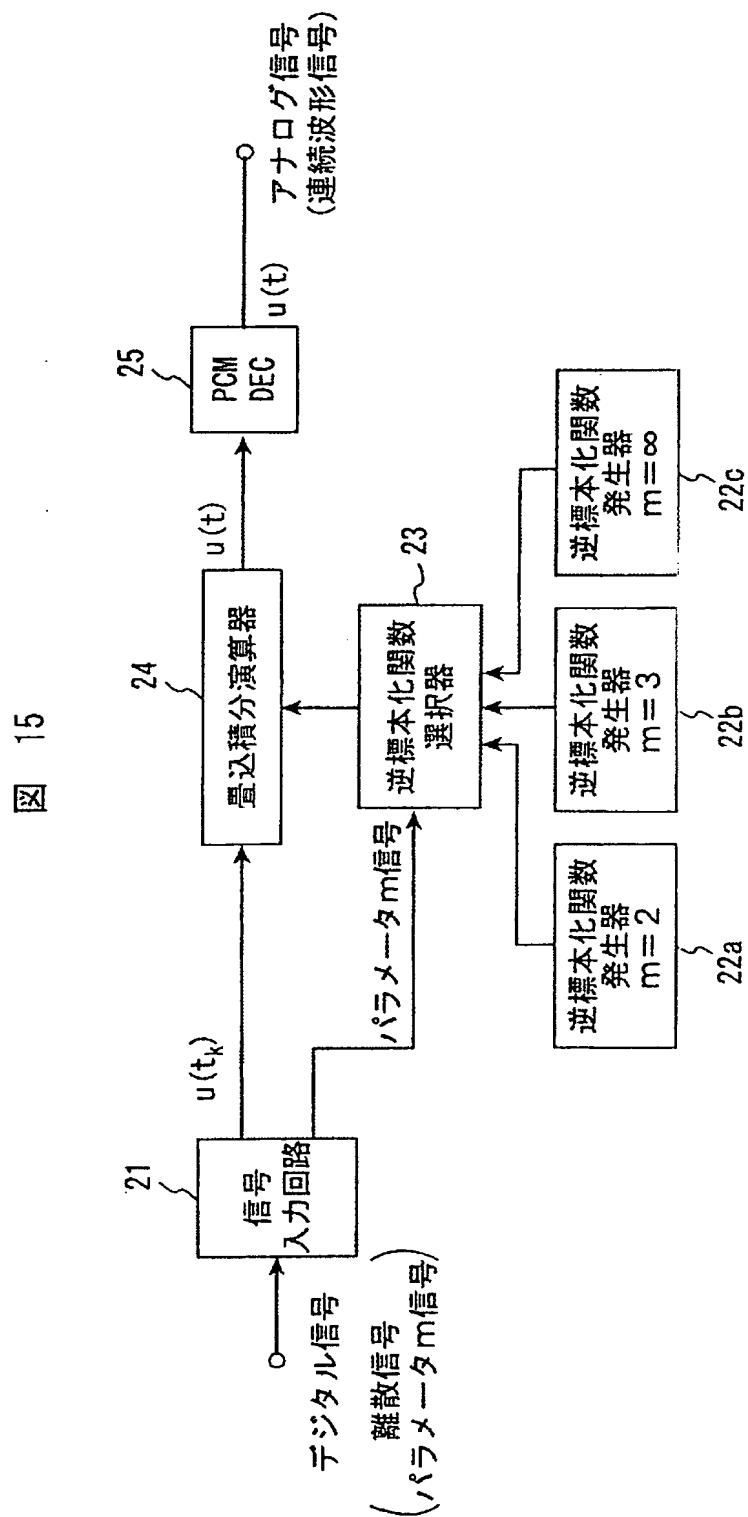 図 15
デジタル信号
離散信号
パラメータm信号
21
信号
入力回路
u(tk)
パラメータm信号
24
畳込積分演算器
23
逆標本化関数
選択器
u(t)
25
PCM
DEC
u(t)
アナログ信号
(連続波形信号)
逆標本化関数
発生器
m=2
22a
逆標本化関数
発生器
m=3
22b
逆標本化関数
発生器
m=∞
22c